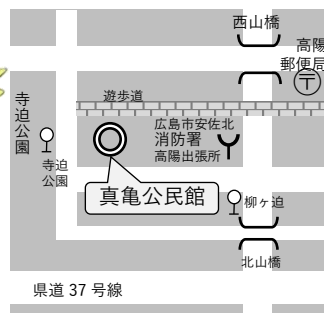 西山橋
高陽
郵便局
遊歩道
寺迫公園
広島市安佐北
消防署
高陽出張所
寺迫
公園
真亀公民館
柳ヶ迫
北山橋
県道 37 号線